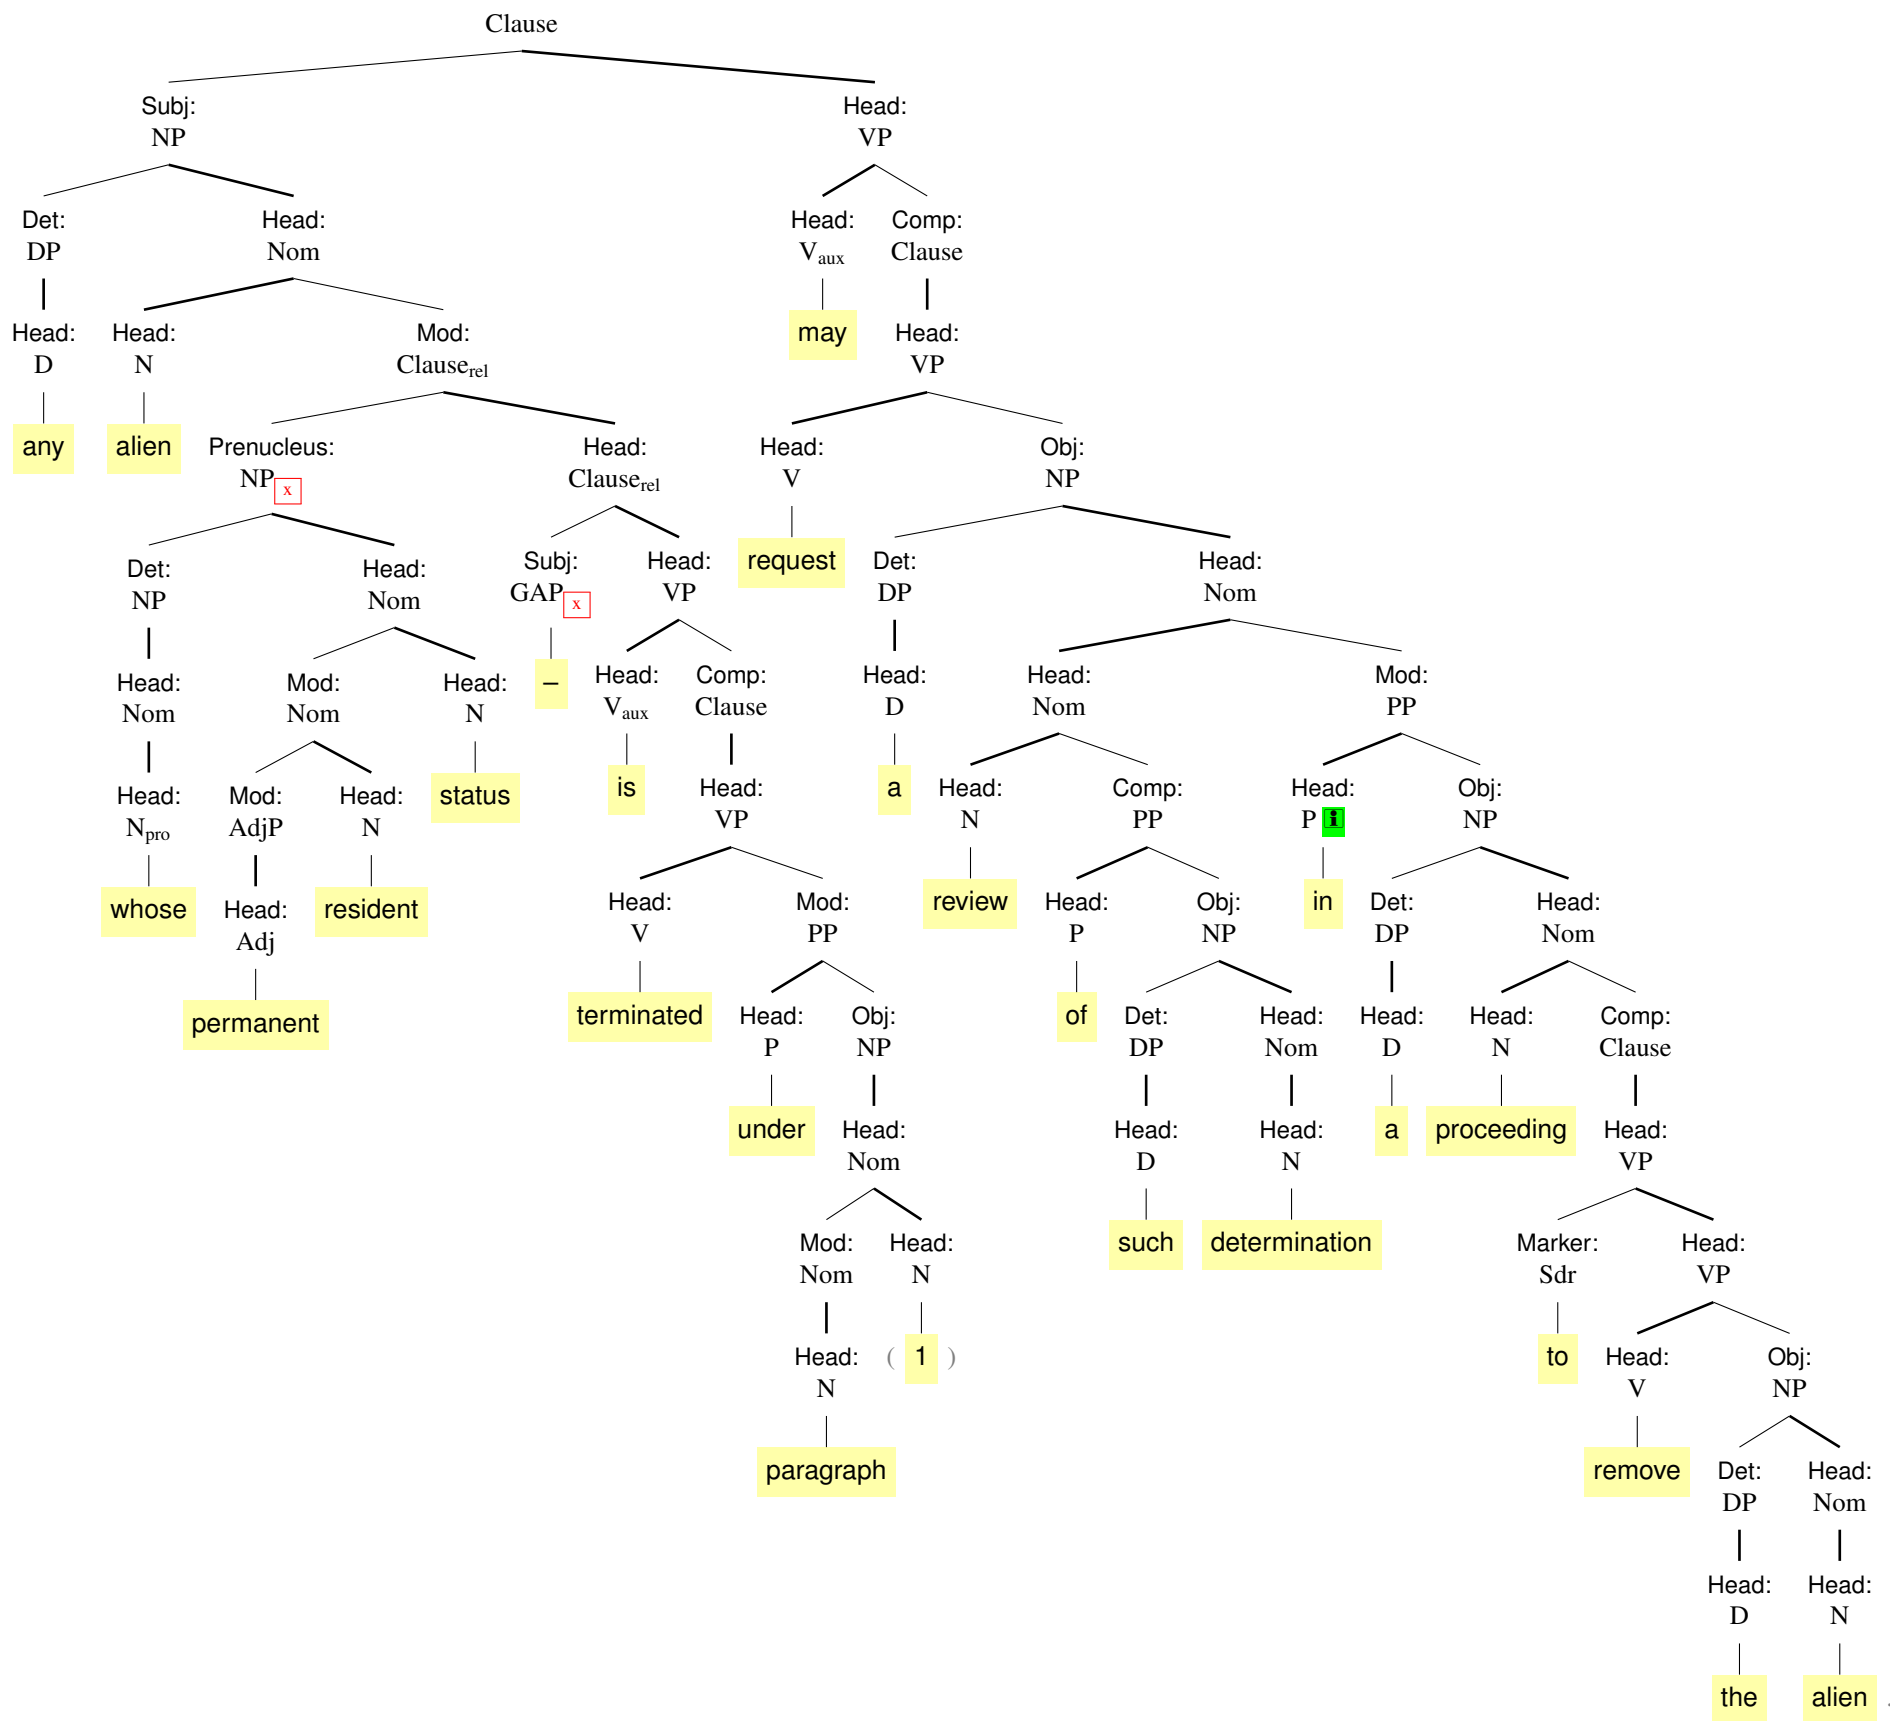 Clause
Subj: Head:
NP VP
Det: Head: Head: Comp:
DP Nom Vaux Clause
Head: Head: Mod: may Head:
D N Clauserel VP
any alien Prenucleus: Head: Head: Obj:
NP x Clauserel V NP
Det: Head: Subj: Head: request Det: Head:
NP Nom GAP x VP DP Nom
Head: Mod: Head: – Head: Comp: Head: Head: Mod:
Nom Nom N Vaux Clause D Nom PP
Head: Mod: Head: status is Head: a Head: Comp: Head: Obj:
Npro AdjP N VP N PP P i NP
whose Head: resident Head: Mod: review Head: Obj: in Det: Head:
Adj V PP P NP DP Nom
permanent terminated Head: Obj: of Det: Head: Head: Head: Comp:
P NP DP Nom D N Clause
under Head: Head: Head: a proceeding Head:
Nom D N VP
Mod: Head: such determination Marker: Head:
Nom N Sdr VP
Head: ( 1 ) to Head: Obj:
N V NP
paragraph remove Det: Head:
DP Nom
Head: Head:
D N
the alien .